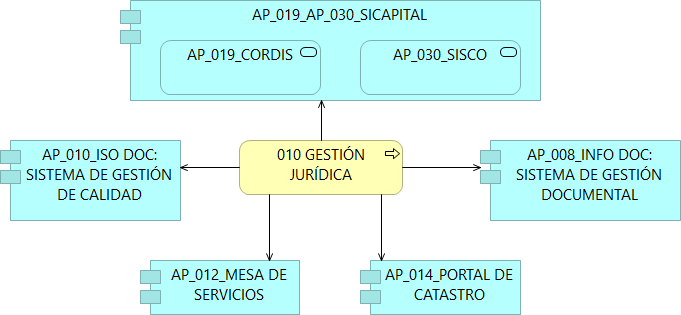 AP_019_AP_030_SICAPITAL
AP_019_CORDIS
AP_030_SISCO
AP_010_ISO DOC:
SISTEMA DE GESTIÓN
DE CALIDAD
010 GESTIÓN
JURÍDICA
AP_008_INFO DOC:
SISTEMA DE GESTIÓN
DOCUMENTAL
AP_012_MESA DE
SERVICIOS
AP_014_PORTAL DE
CATASTRO